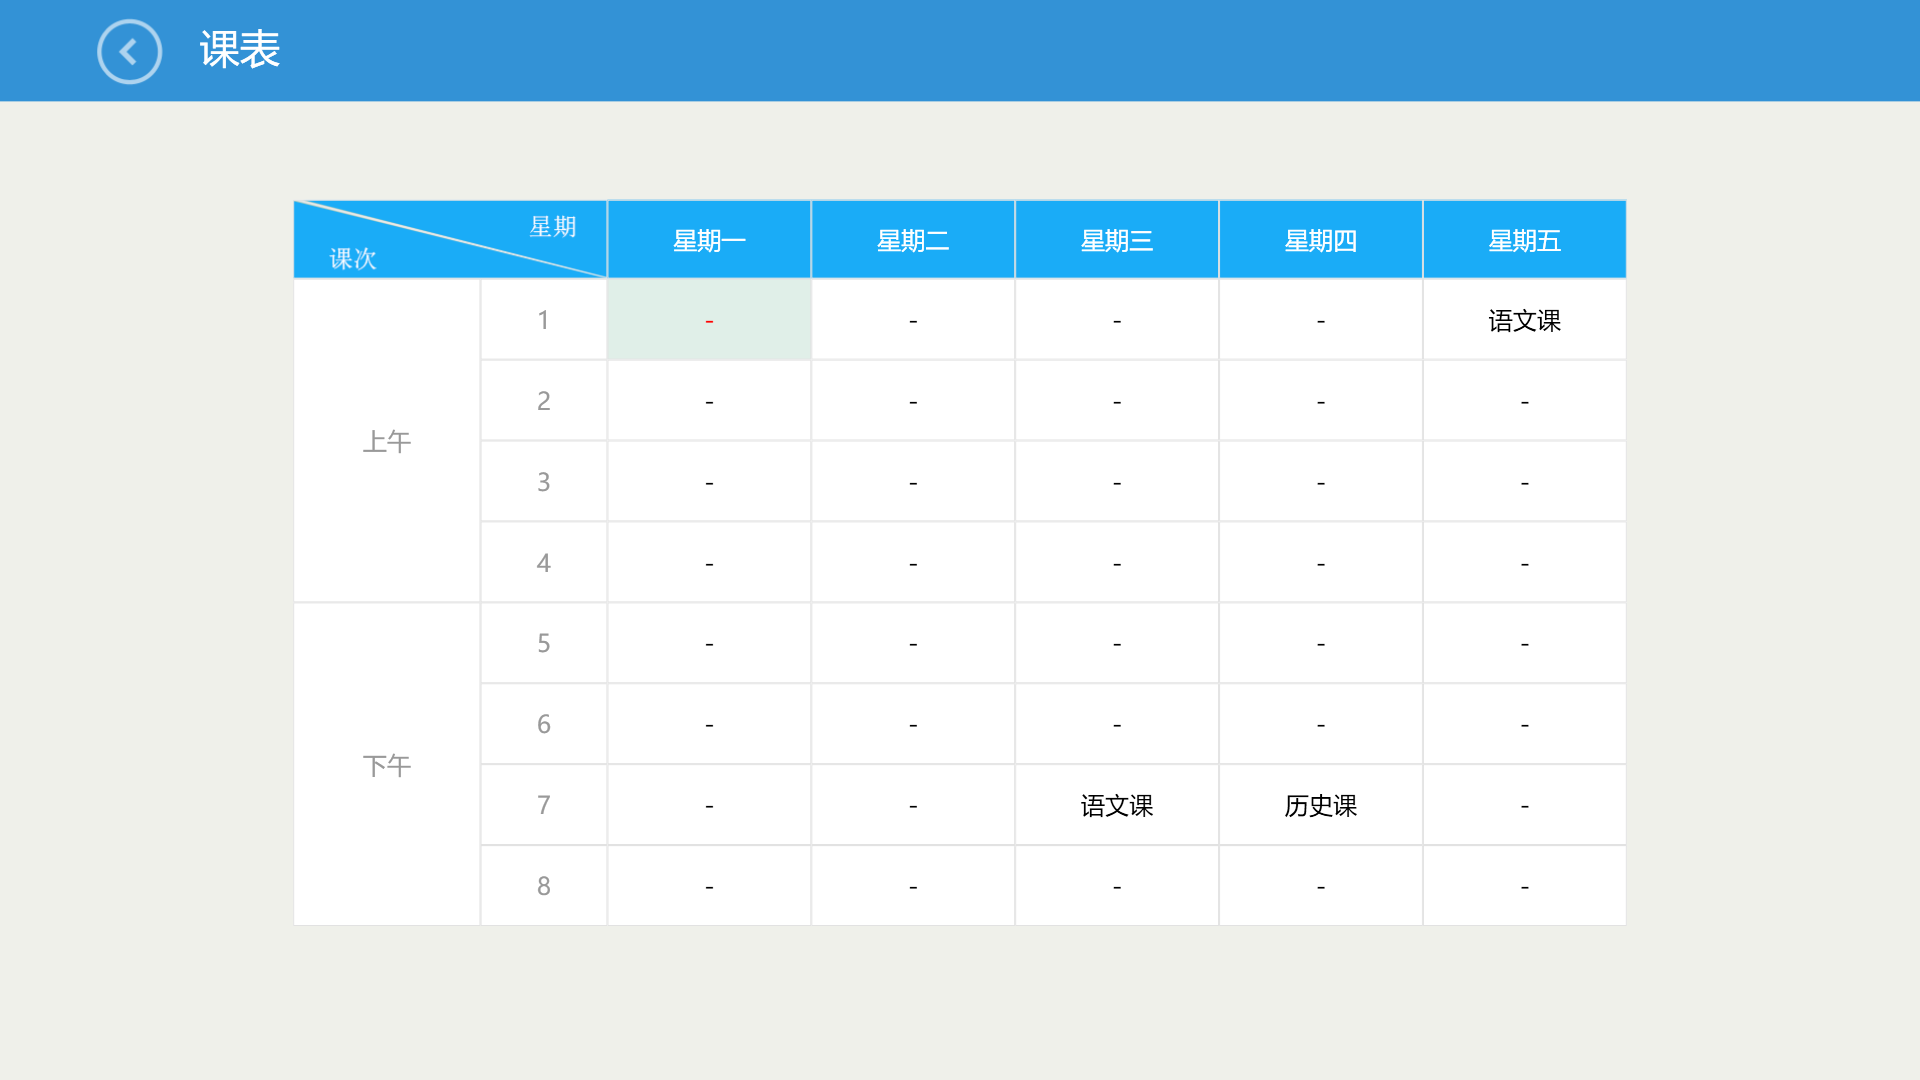 课表
星期
课次
星期一 星期二 星期三 星期四 星期五
上午
1 - - - - 语文课
2 - - - - -
3 - - - - -
4 - - - - -
下午
5 - - - - -
6 - - - - -
7 - - 语文课 历史课 -
8 - - - - -